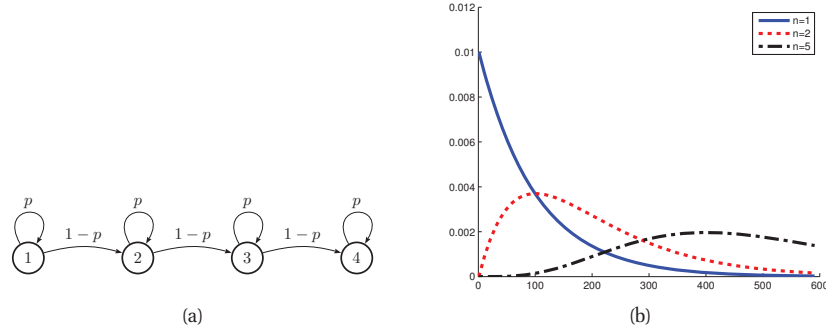 p p p p
1 − p 1 − p 1 − p
1 2 3 4
(a)
0.012
0.01
0.008
0.006
0.004
0.002
0
0 100 200 300 400 500 600
n=1
n=2
n=5
(b)